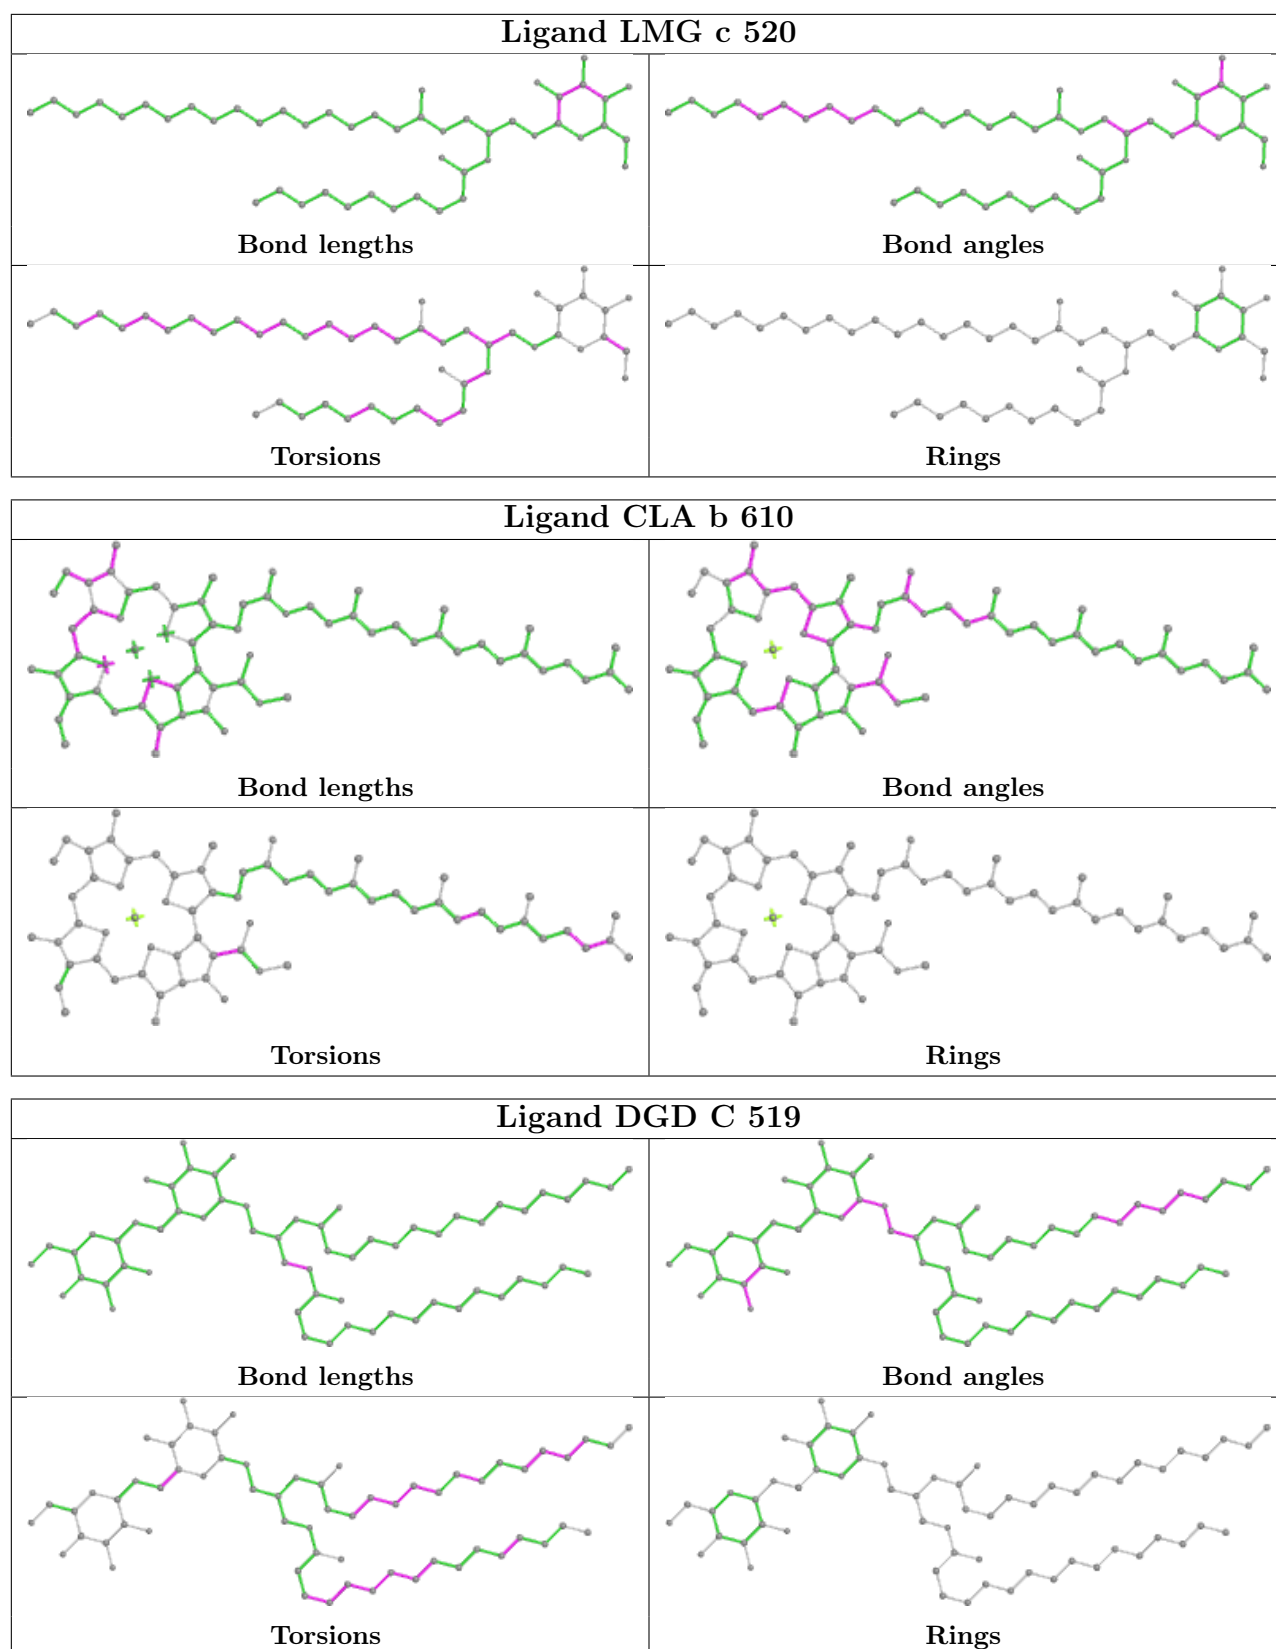 Ligand LMG c 520
Bond lengths
Bond angles
Torsions
Rings
Ligand CLA b 610
Bond lengths
Bond angles
Torsions
Rings
Ligand DGD C 519
Bond lengths
Bond angles
Torsions
Rings